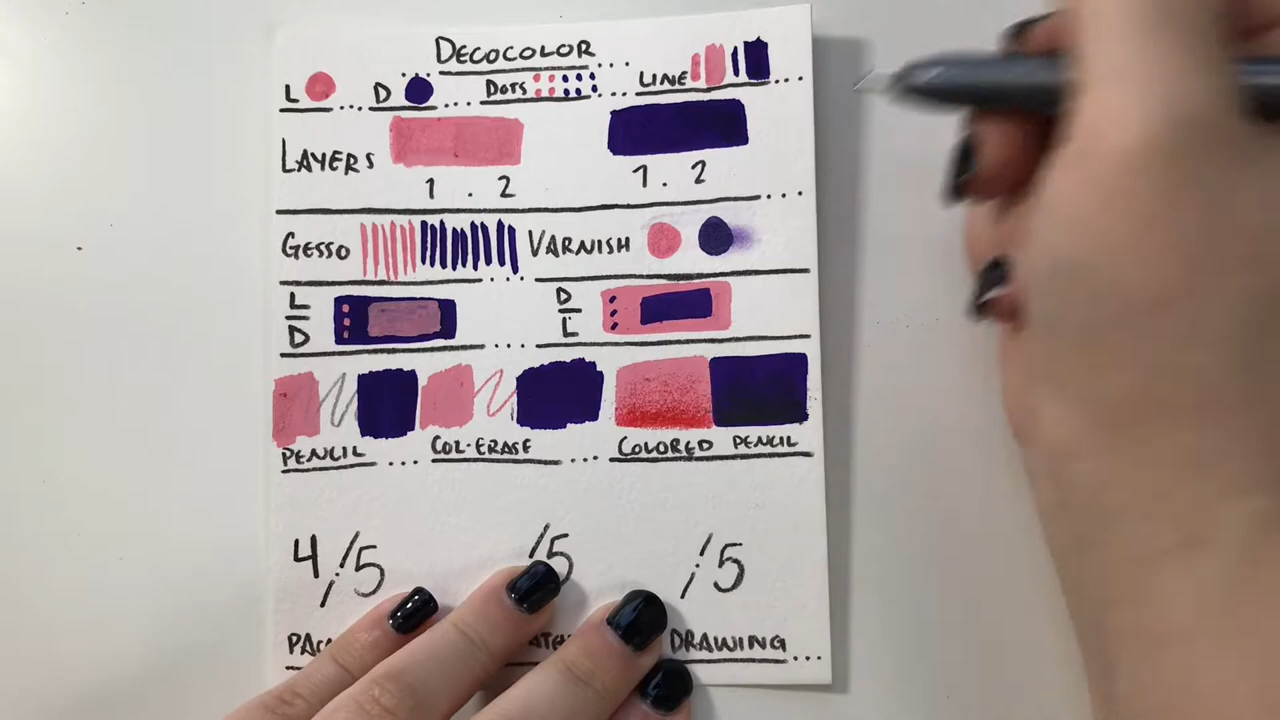 DECOCOLOR
L D DOTS LINE
LAYERS
1 . 2 1 . 2
GESSO VARNISH
L D
D L
PENCIL COL-ERASE COLORED PENCIL
4/5 /5 /5
DRAWING